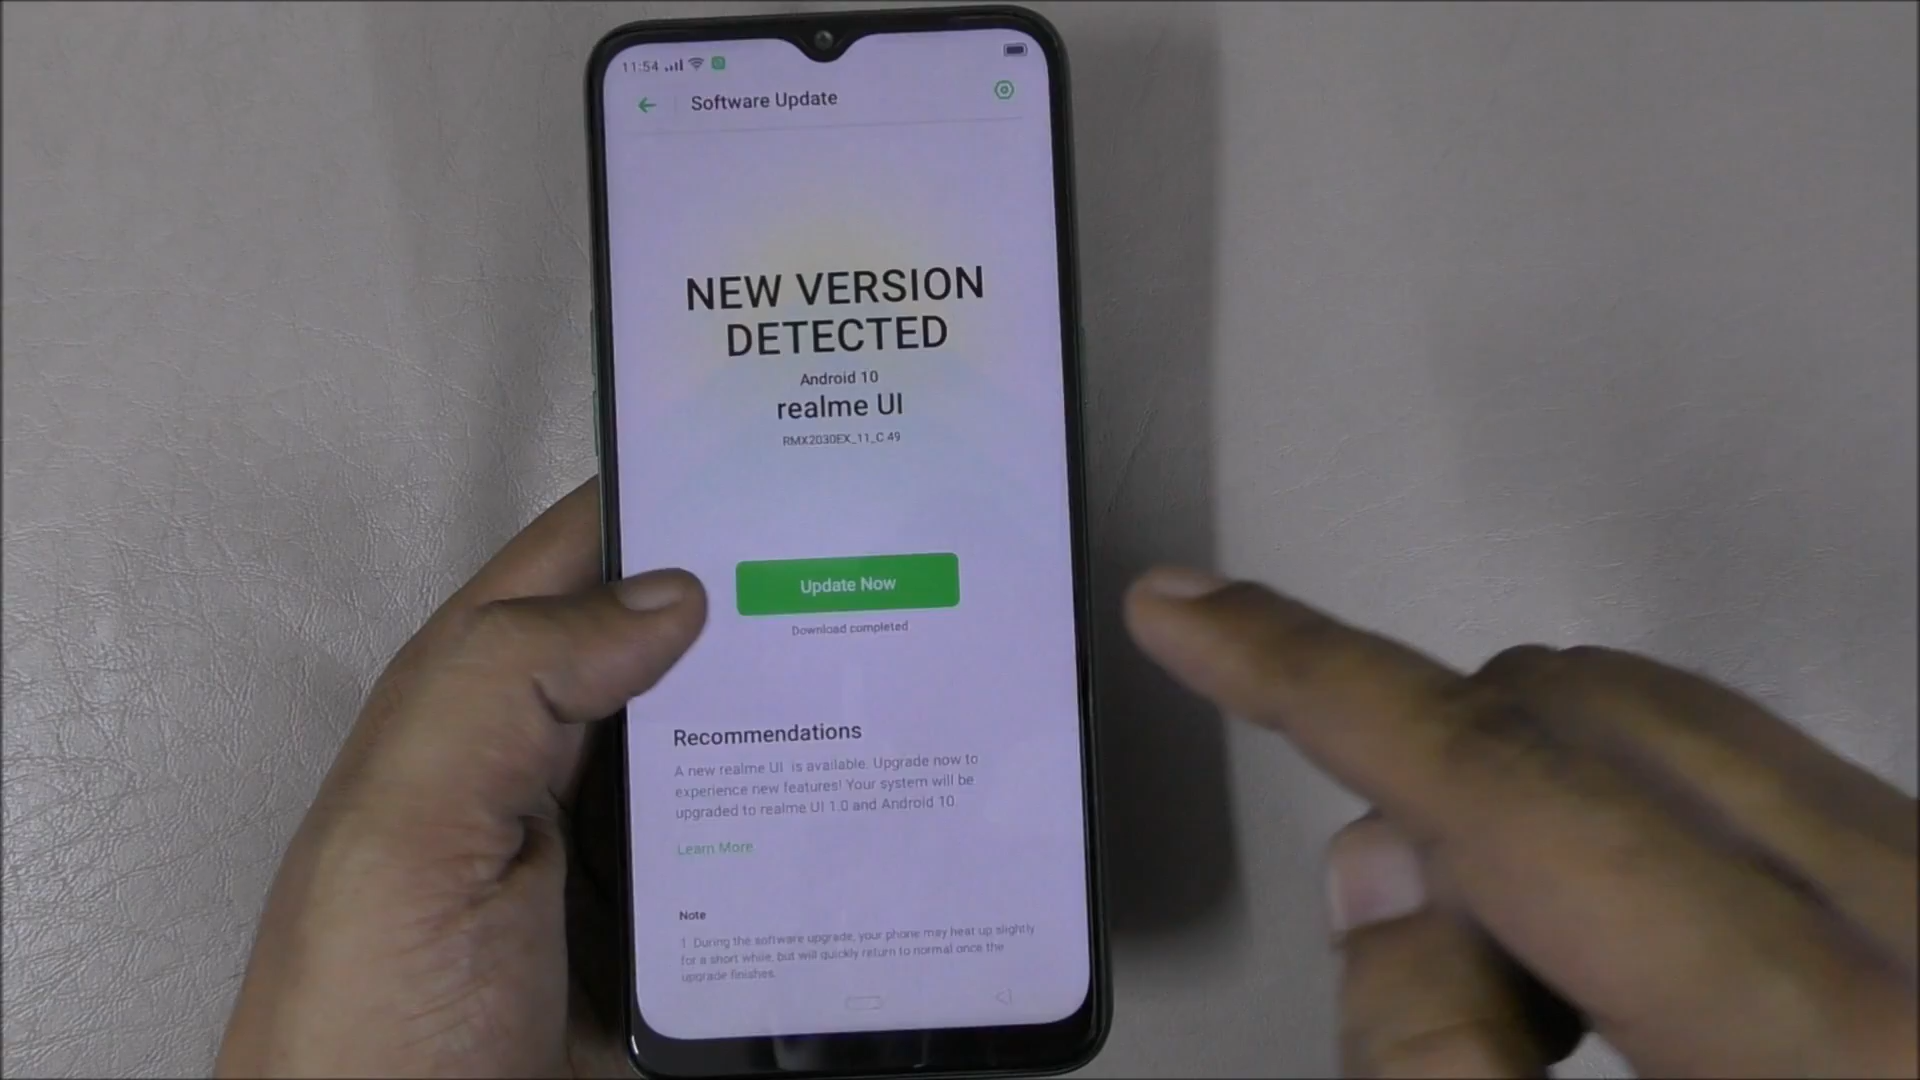 11:54
Software Update
NEW VERSION
DETECTED
Android 10
realme UI
RMX2030EX_11_C.49
Update Now
Download completed
Recommendations
A new realme UI is available. Upgrade now to
experience new features! Your system will be
upgraded to realme UI 1.0 and Android 10.
Learn More
Note
1. During the software upgrade, your phone may heat up slightly
for a short while, but will quickly return to normal once the
upgrade finishes.